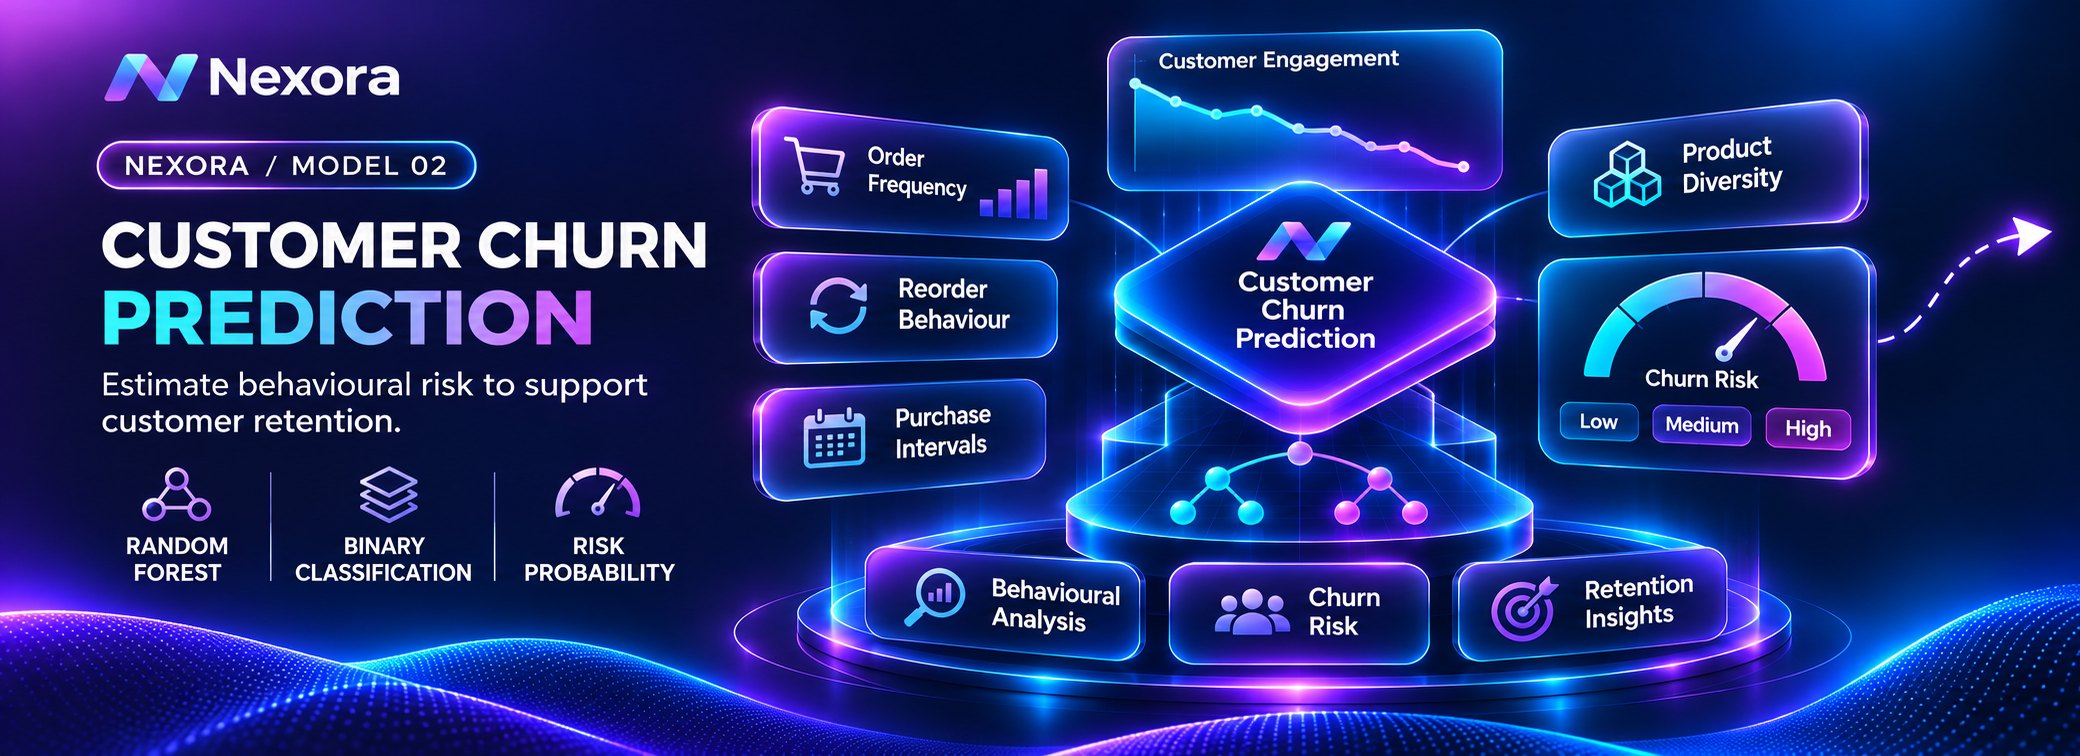 Nexora
NEXORA / MODEL 02
CUSTOMER CHURN
PREDICTION
Estimate behavioural risk to support
customer retention.
RANDOM
FOREST
BINARY
CLASSIFICATION
RISK
PROBABILITY
Customer Engagement
Order
Frequency
Reorder
Behaviour
Purchase
Intervals
Customer
Churn
Prediction
Product
Diversity
Churn Risk
Low
Medium
High
Behavioural
Analysis
Churn
Risk
Retention
Insights